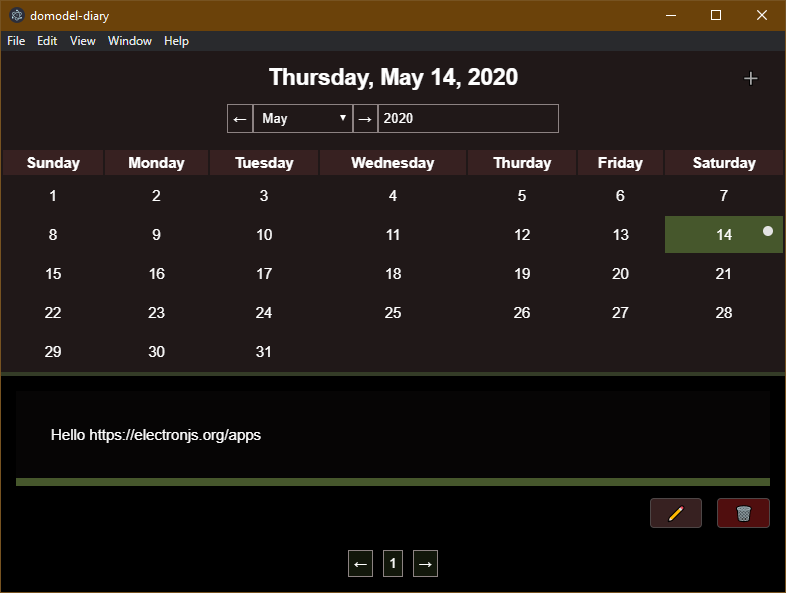 domodel-diary
File Edit View Window Help
Thursday, May 14, 2020
+
← May ▼ → 2020
Sunday Monday Tuesday Wednesday Thurday Friday Saturday
1 2 3 4 5 6 7
8 9 10 11 12 13 14
15 16 17 18 19 20 21
22 23 24 25 26 27 28
29 30 31
Hello https://electronjs.org/apps
← 1 →